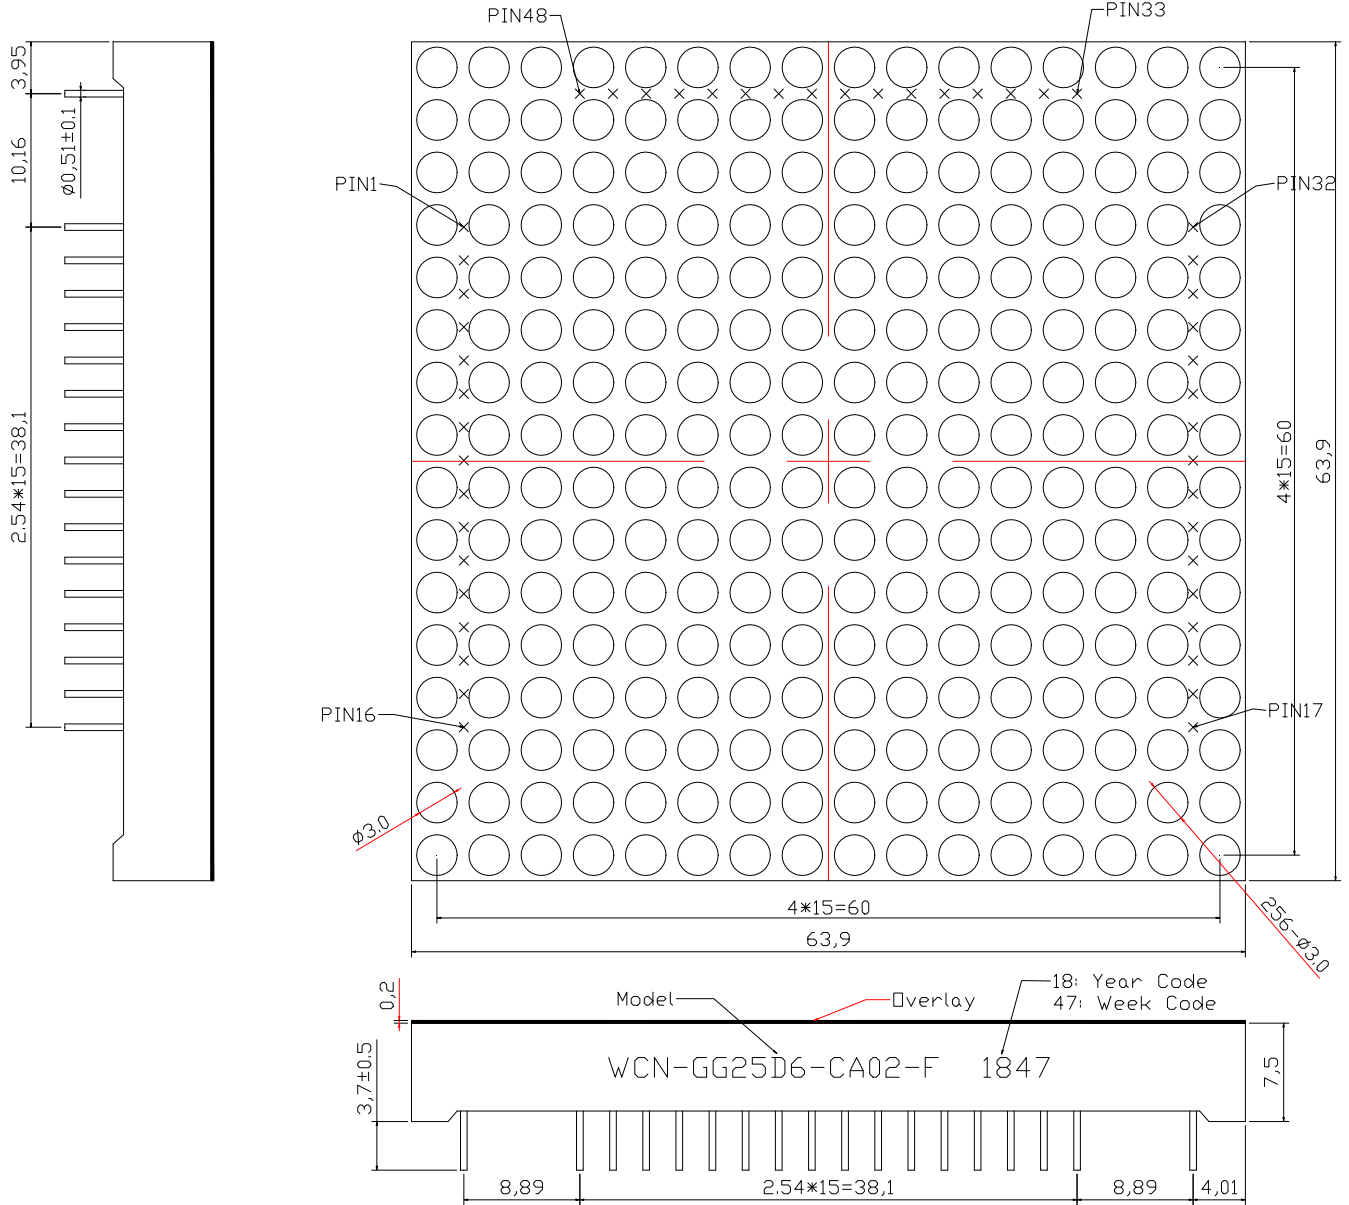 PIN48
PIN33
3,95
10,16
ø0,51±0.1
PIN1
PIN32
2.54*15=38,1
4*15=60
63,9
PIN16
PIN17
ø3.0
256-ø3,0
4*15=60
63,9
0,2
Model
Overlay
18: Year Code
47: Week Code
3,7±0.5
WCN-GG25D6-CA02-F 1847
7,5
8,89
2.54*15=38,1
8,89
4,01